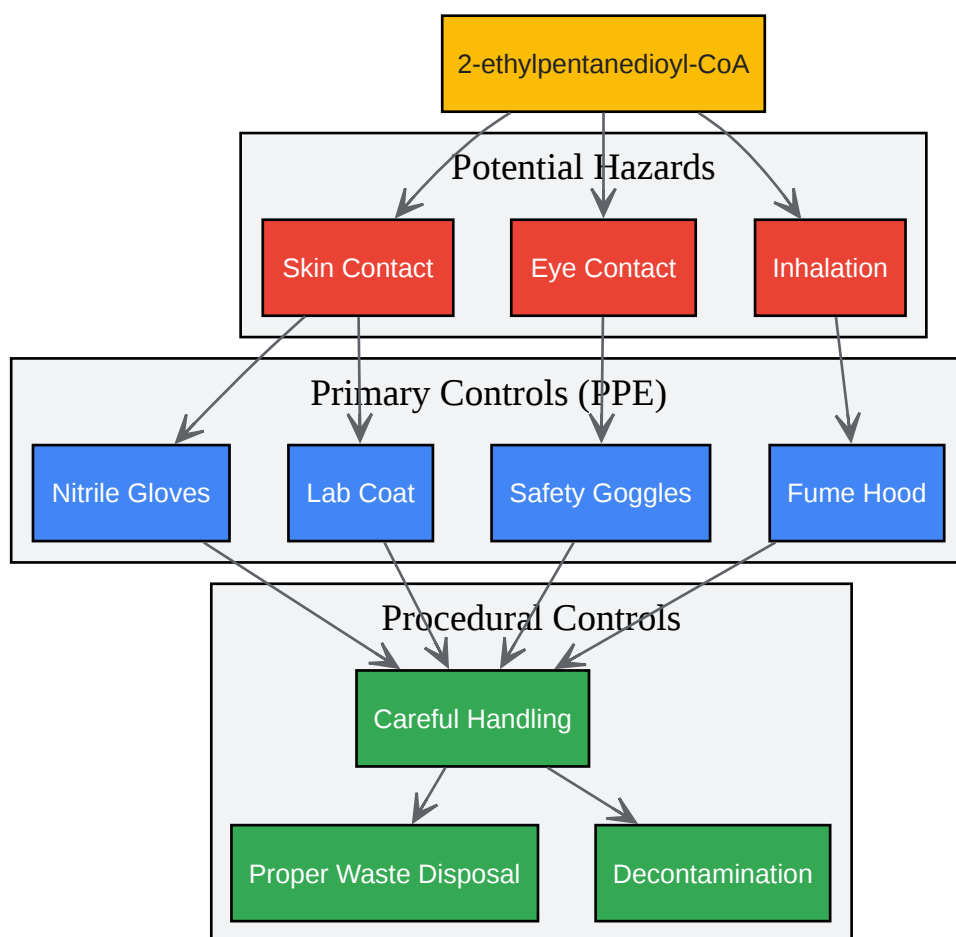 2-ethylpentanedioyl-CoA
Potential Hazards
Skin Contact
Eye Contact
Inhalation
Primary Controls (PPE)
Nitrile Gloves
Lab Coat
Safety Goggles
Fume Hood
Procedural Controls
Careful Handling
Proper Waste Disposal
Decontamination